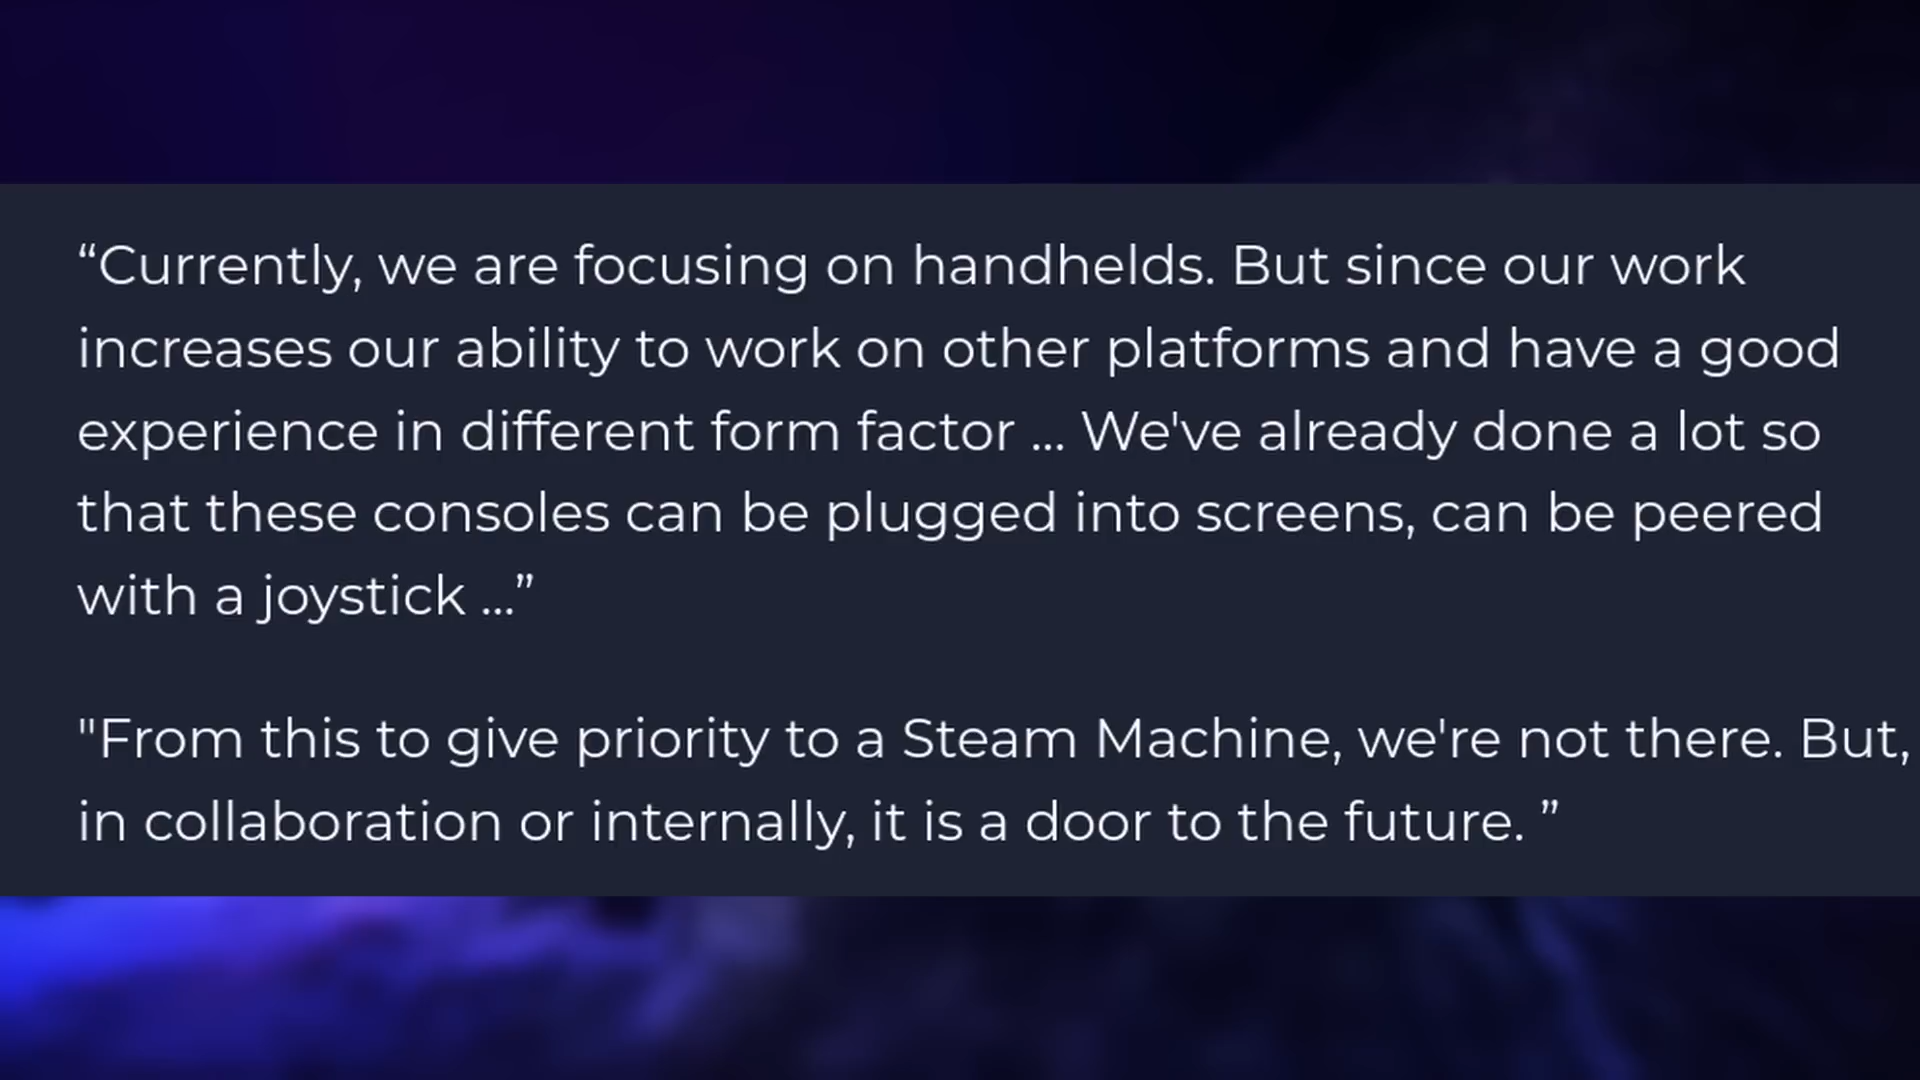 “Currently, we are focusing on handhelds. But since our work
increases our ability to work on other platforms and have a good
experience in different form factor ... We've already done a lot so
that these consoles can be plugged into screens, can be peered
with a joystick ...”
"From this to give priority to a Steam Machine, we're not there. But,
in collaboration or internally, it is a door to the future. ”